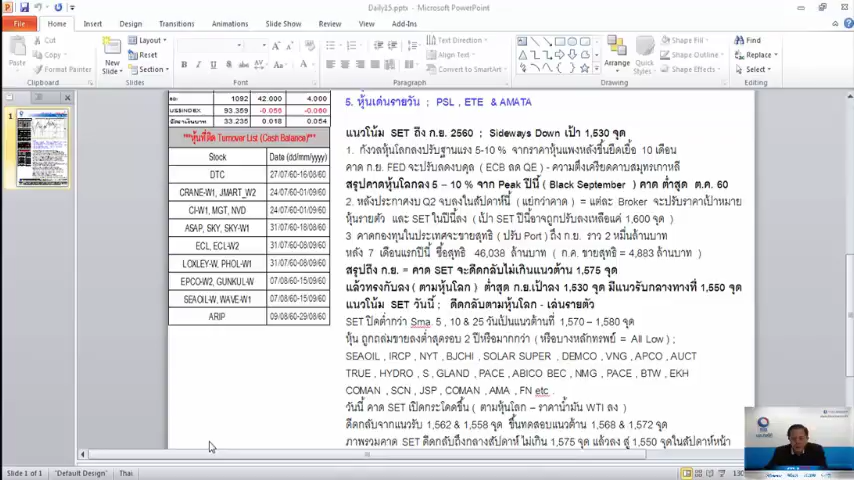 Daily15.pptx - Microsoft PowerPoint
File Home Insert Design Transitions Animations Slide Show Review View Add-Ins
Cut
Copy
Format Painter
Paste
Clipboard
Layout
Reset
Section
New Slide
Slides
Font
Paragraph
Text Direction
Align Text
Convert to SmartArt
Arrange
Quick Styles
Shape Fill
Shape Outline
Shape Effects
Drawing
Find
Replace
Select
Editing
1
1092 42.000 4.000
USSINDEX 93.359 -0.056 -0.060
33.235 0.018 0.054
***หุ้นที่ติด Turnover List (Cash Balance)
Stock Data (dd/mm/yyyy)
DTC 27/07/60-16/08/60
CRANE-W1, JMART_W2 24/07/60-01/09/60
CI-W1, MGT, NVD 24/07/60-01/09/60
ASAP, SKY, SKY-W1 31/07/60-18/08/60
ECL, ECL-W2 31/07/60-08/09/60
LOXLEY-W, PHOL-W1 31/07/60-08/09/60
EPCO-W2, GUNKUL-W 07/08/60-15/09/60
SEAOIL-W, WAVE-W1 07/08/60-15/09/60
ARIP 09/08/60-29/08/60
5. หุ้นเด่นรายวัน ; PSL , ETE & AMATA
แนวโน้ม SET ถึง ก.ย. 2560 ; Sideways Down เป้า 1,530 จุด
1. กังวลหุ้นโลกลงปรับฐานแรง 5-10 % จากราคาหุ้นแพงหลังขึ้นยืดเยื้อ 10 เดือน
คาด ก.ย. FED จะปรับลดงบดุล ( ECB ลด QE ) - ความตึงเครียดคาบสมุทรเกาหลี
สรุปคาดหุ้นโลกลง 5 – 10 % จาก Peak ปีนี้ ( Black September ) คาด ต่ำสุด ต.ค. 60
2. หลังประกาศงบ Q2 จบลงในสัปดาห์นี้ ( แย่กว่าคาด ) = แต่ละ Broker จะปรับราคาเป้าหมาย
หุ้นรายตัว และ SET ในปีนี้ลง ( เป้า SET ปีนี้อาจถูกปรับลงเหลือแค่ 1,600 จุด )
3 คาดกองทุนในประเทศจะขายสุทธิ ( ปรับ Port ) ถึง ก.ย. ราว 2 หมื่นล้านบาท
หลัง 7 เดือนแรกปีนี้ ซื้อสุทธิ 46,038 ล้านบาท ( ก.ค. ขายสุทธิ = 4,883 ล้านบาท )
สรุปถึง ก.ย. = คาด SET จะดีดกลับไม่เกินแนวต้าน 1,575 จุด
แล้วทรงกับลง ( ตามหุ้นโลก ) ต่ำสุด ก.ย.เป้าลง 1,530 จุด มีแนวรับกลางทางที่ 1,550 จุด
แนวโน้ม SET วันนี้ ; ดีดกลับตามหุ้นโลก - เล่นรายตัว
SET ปิดต่ำกว่า Sma 5 , 10 & 25 วันเป็นแนวต้านที่ 1,570 – 1,580 จุด
หุ้น ถูกถล่มขายลงต่ำสุดรอบ 2 ปีหรือมากกว่า ( หรือบางหลักทรัพย์ = All Low ) ;
SEAOIL , IRCP , NYT , BJCHI , SOLAR SUPER , DEMCO , VNG , APCO , AUCT
TRUE , HYDRO , S , GLAND , PACE , ABICO BEC , NMG , PACE , BTW , EKH
COMAN , SCN , JSP , COMAN , AMA , FN etc .
วันนี้ คาด SET เปิดกระโดดขึ้น ( ตามหุ้นโลก – ราคาน้ำมัน WTI ลง )
ดีดกลับจากแนวรับ 1,562 & 1,558 จุด ขึ้นทดสอบแนวต้าน 1,568 & 1,572 จุด
ภาพรวมคาด SET ดีดกลับถึงกลางสัปดาห์ ไม่เกิน 1,575 จุด แล้วลง สู่ 1,550 จุดในสัปดาห์หน้า
Slide 1 of 1 "Default Design" Thai